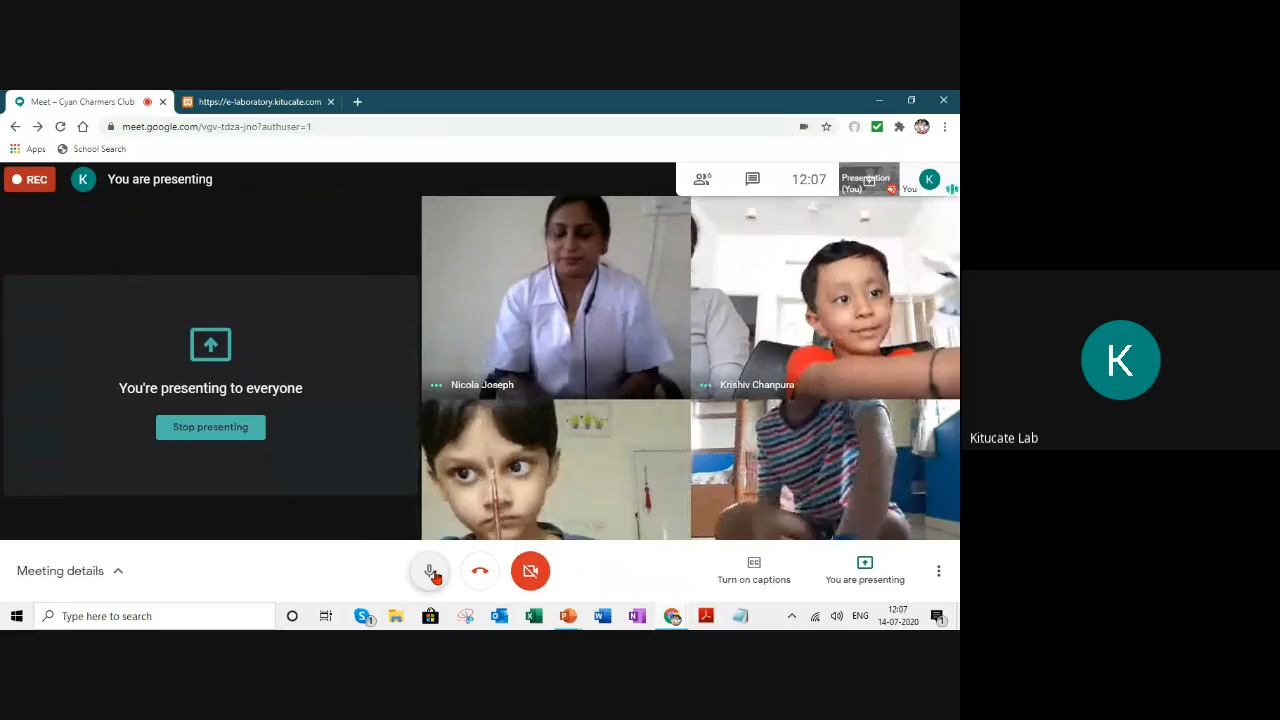 Meet – Cyan Charmers Club
https://e-laboratory.kitucate.com
meet.google.com/vgv-tdza-jno?authuser=1
Apps
School Search
REC
K
You are presenting
6
12:07
Presentation
(You)
You
K
You're presenting to everyone
Stop presenting
Nicola Joseph
Krishiv Chanpura
K
Kitucate Lab
Meeting details
CC
Turn on captions
You are presenting
Type here to search
ENG
12:07
14-07-2020